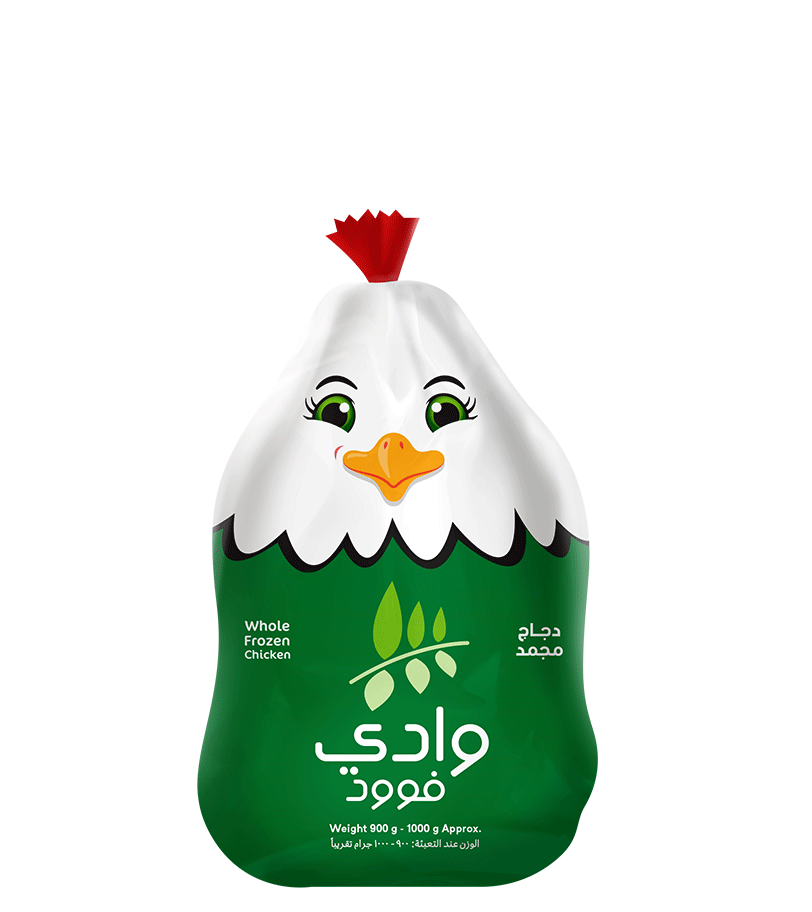 Whole
Frozen
Chicken
دجاج
مجمد
وادي
فوود
Weight 900 g - 1000 g Approx.
الوزن عند التعبئة: ٩٠٠ - ١٠٠٠ جرام تقريباً